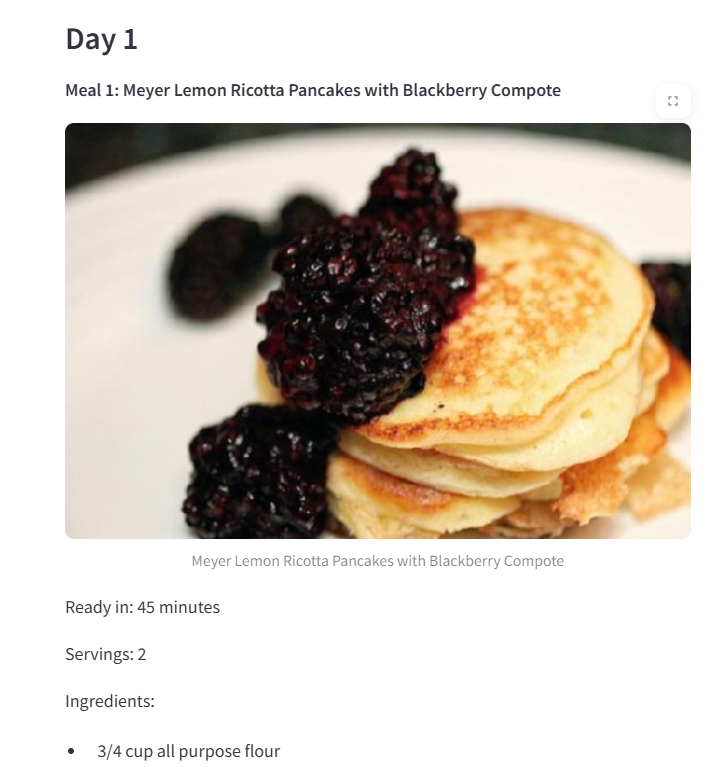 Day 1
Meal 1: Meyer Lemon Ricotta Pancakes with Blackberry Compote
Meyer Lemon Ricotta Pancakes with Blackberry Compote
Ready in: 45 minutes
Servings: 2
Ingredients:
• 3/4 cup all purpose flour